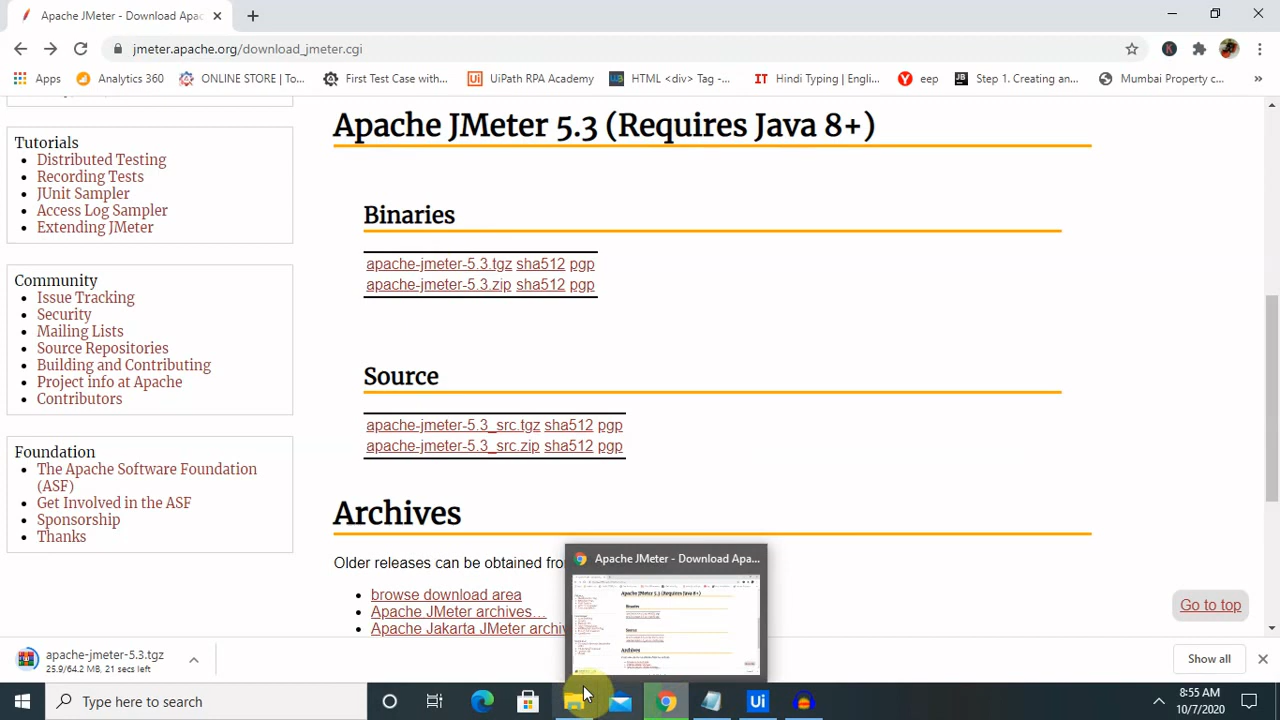 Apache JMeter - Download Apac
jmeter.apache.org/download_jmeter.cgi
Apps
Analytics 360
ONLINE STORE | To...
First Test Case with...
UiPath RPA Academy
HTML <div> Tag -...
Hindi Typing | Engli...
eep
Step 1. Creating an...
Mumbai Property c...
Tutorials
Distributed Testing
Recording Tests
JUnit Sampler
Access Log Sampler
Extending JMeter
Community
Issue Tracking
Security
Mailing Lists
Source Repositories
Building and Contributing
Project info at Apache
Contributors
Foundation
The Apache Software Foundation
(ASF)
Get Involved in the ASF
Sponsorship
Thanks
Apache JMeter 5.3 (Requires Java 8+)
Binaries
apache-jmeter-5.3.tgz sha512 pgp
apache-jmeter-5.3.zip sha512 pgp
Source
apache-jmeter-5.3_src.tgz sha512 pgp
apache-jmeter-5.3_src.zip sha512 pgp
Archives
Older releases can be obtained
browse download area
Apache JMeter archives...
Apache Jakarta JMeter archiv
Apache JMeter - Download Apa...
Go to top
apache-jmeter-5.3.zip
25.9/64.2 MB, 21 secs left
Show all
Type here to search
Ui
8:55 AM
10/7/2020